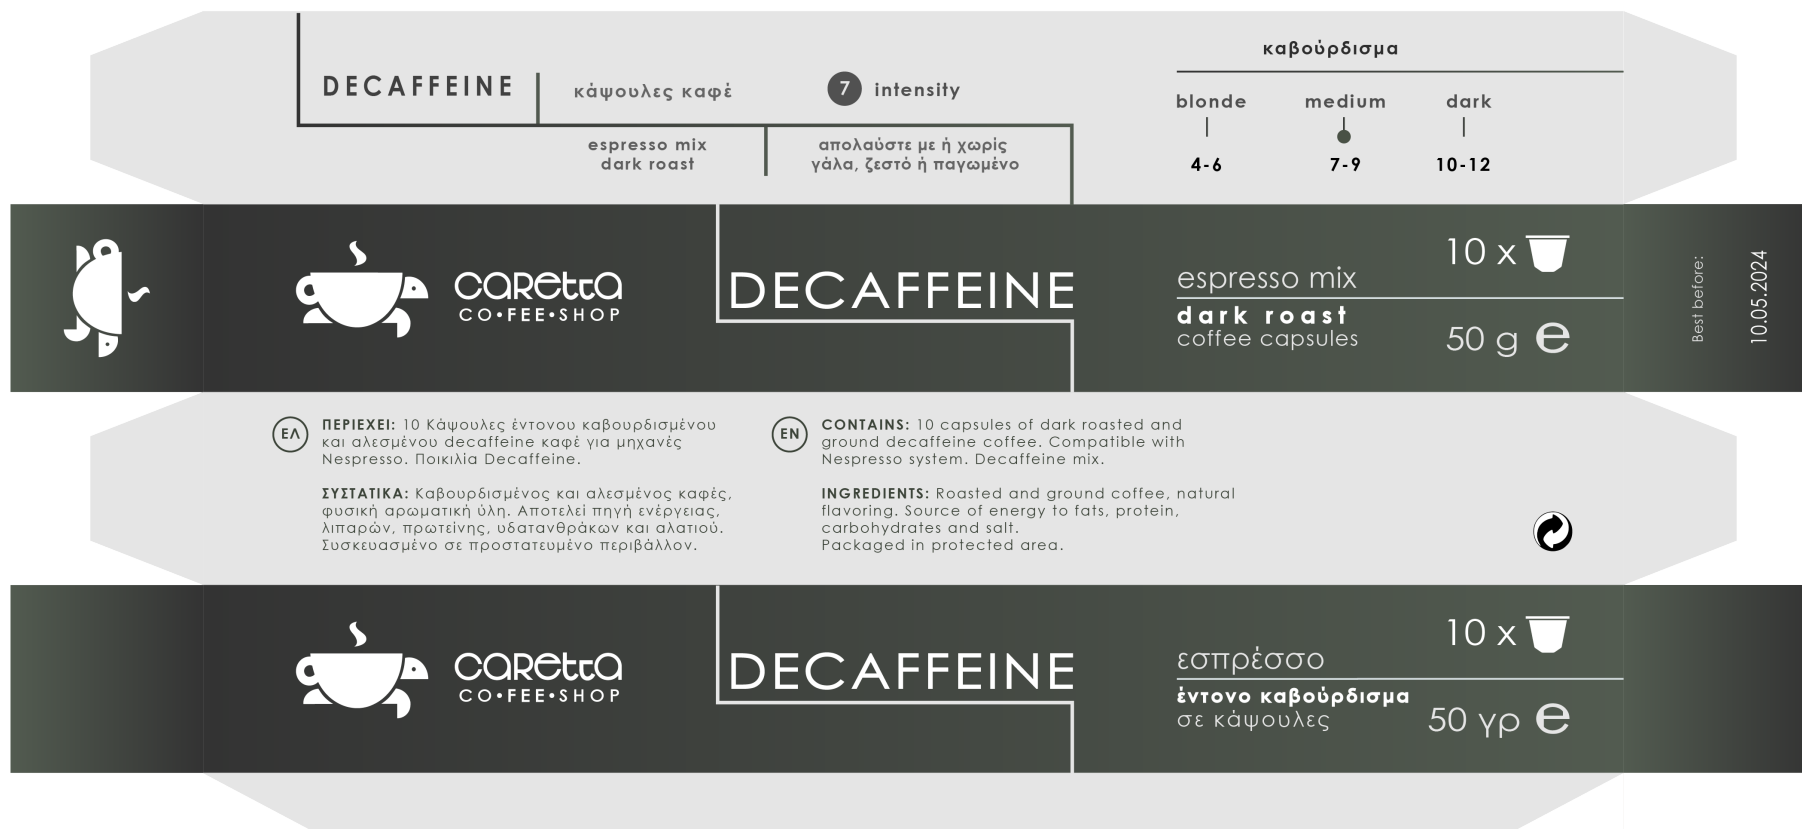 καβούρδισμα
DECAFFEINE
κάψουλες καφέ
7 intensity
blonde medium dark
espresso mix
dark roast
απολαύστε με ή χωρίς
γάλα, ζεστό ή παγωμένο
4-6 7-9 10-12
caretta
CO•FEE•SHOP
DECAFFEINE
espresso mix
dark roast
coffee capsules
10 x
50 g e
Best before:
10.05.2024
ΕΛ
ΠΕΡΙΕΧΕΙ: 10 Κάψουλες έντονου καβουρδισμένου
και αλεσμένου decaffeine καφέ για μηχανές
Nespresso. Ποικιλία Decaffeine.
ΣΥΣΤΑΤΙΚΑ: Καβουρδισμένος και αλεσμένος καφές,
φυσική αρωματική ύλη. Αποτελεί πηγή ενέργειας,
λιπαρών, πρωτείνης, υδατανθράκων και αλατιού.
Συσκευασμένο σε προστατευμένο περιβάλλον.
EN
CONTAINS: 10 capsules of dark roasted and
ground decaffeine coffee. Compatible with
Nespresso system. Decaffeine mix.
INGREDIENTS: Roasted and ground coffee, natural
flavoring. Source of energy to fats, protein,
carbohydrates and salt.
Packaged in protected area.
caretta
CO•FEE•SHOP
DECAFFEINE
εσπρέσσο
έντονο καβούρδισμα
σε κάψουλες
10 x
50 γρ e